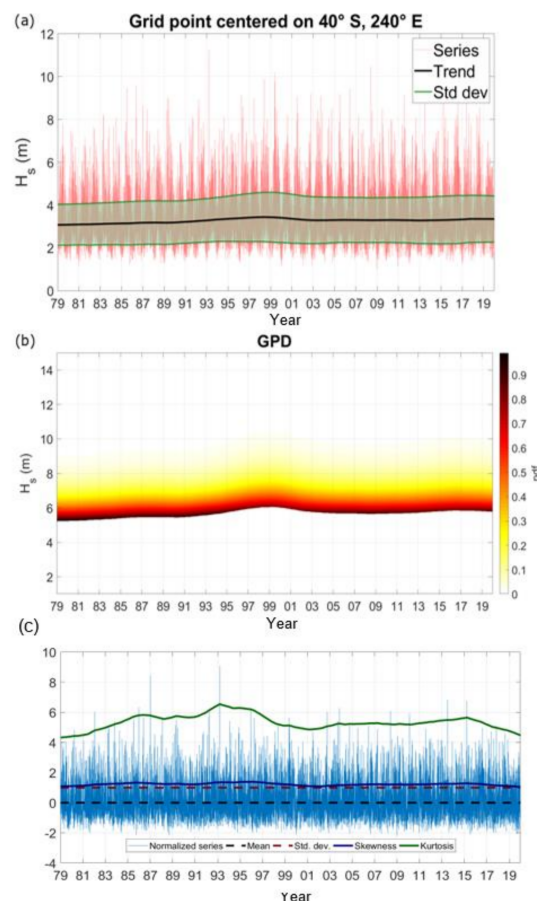 (a)
Grid point centered on 40° S, 240° E
12
10
8
6
4
2
0
H_s (m)
Series
Trend
Std dev
79 81 83 85 87 89 91 93 95 97 99 01 03 05 07 09 11 13 15 17 19
Year
(b)
GPD
14
12
10
8
6
4
2
H_s (m)
0.9
0.8
0.7
0.6
0.5
0.4
0.3
0.2
0.1
0
pdf
79 81 83 85 87 89 91 93 95 97 99 01 03 05 07 09 11 13 15 17 19
Year
(c)
10
8
6
4
2
0
-2
-4
Normalized series Mean Std. dev. Skewness Kurtosis
79 81 83 85 87 89 91 93 95 97 99 01 03 05 07 09 11 13 15 17 19
Year